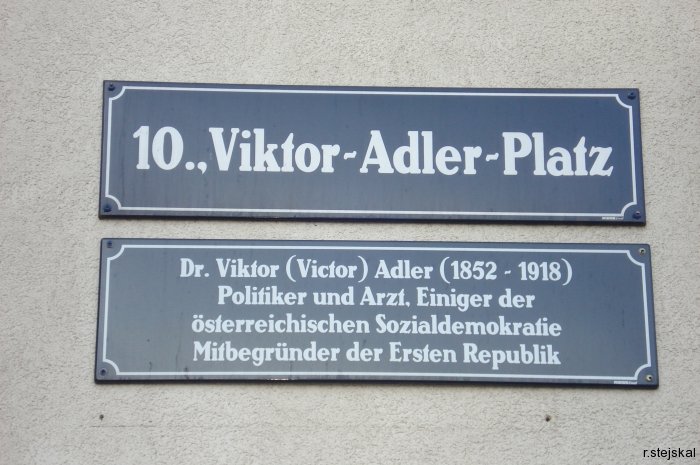 10., Viktor-Adler-Platz
Dr. Viktor (Victor) Adler (1852 - 1918)
Politiker und Arzt, Einiger der
österreichischen Sozialdemokratie
Mitbegründer der Ersten Republik
r.stejskal